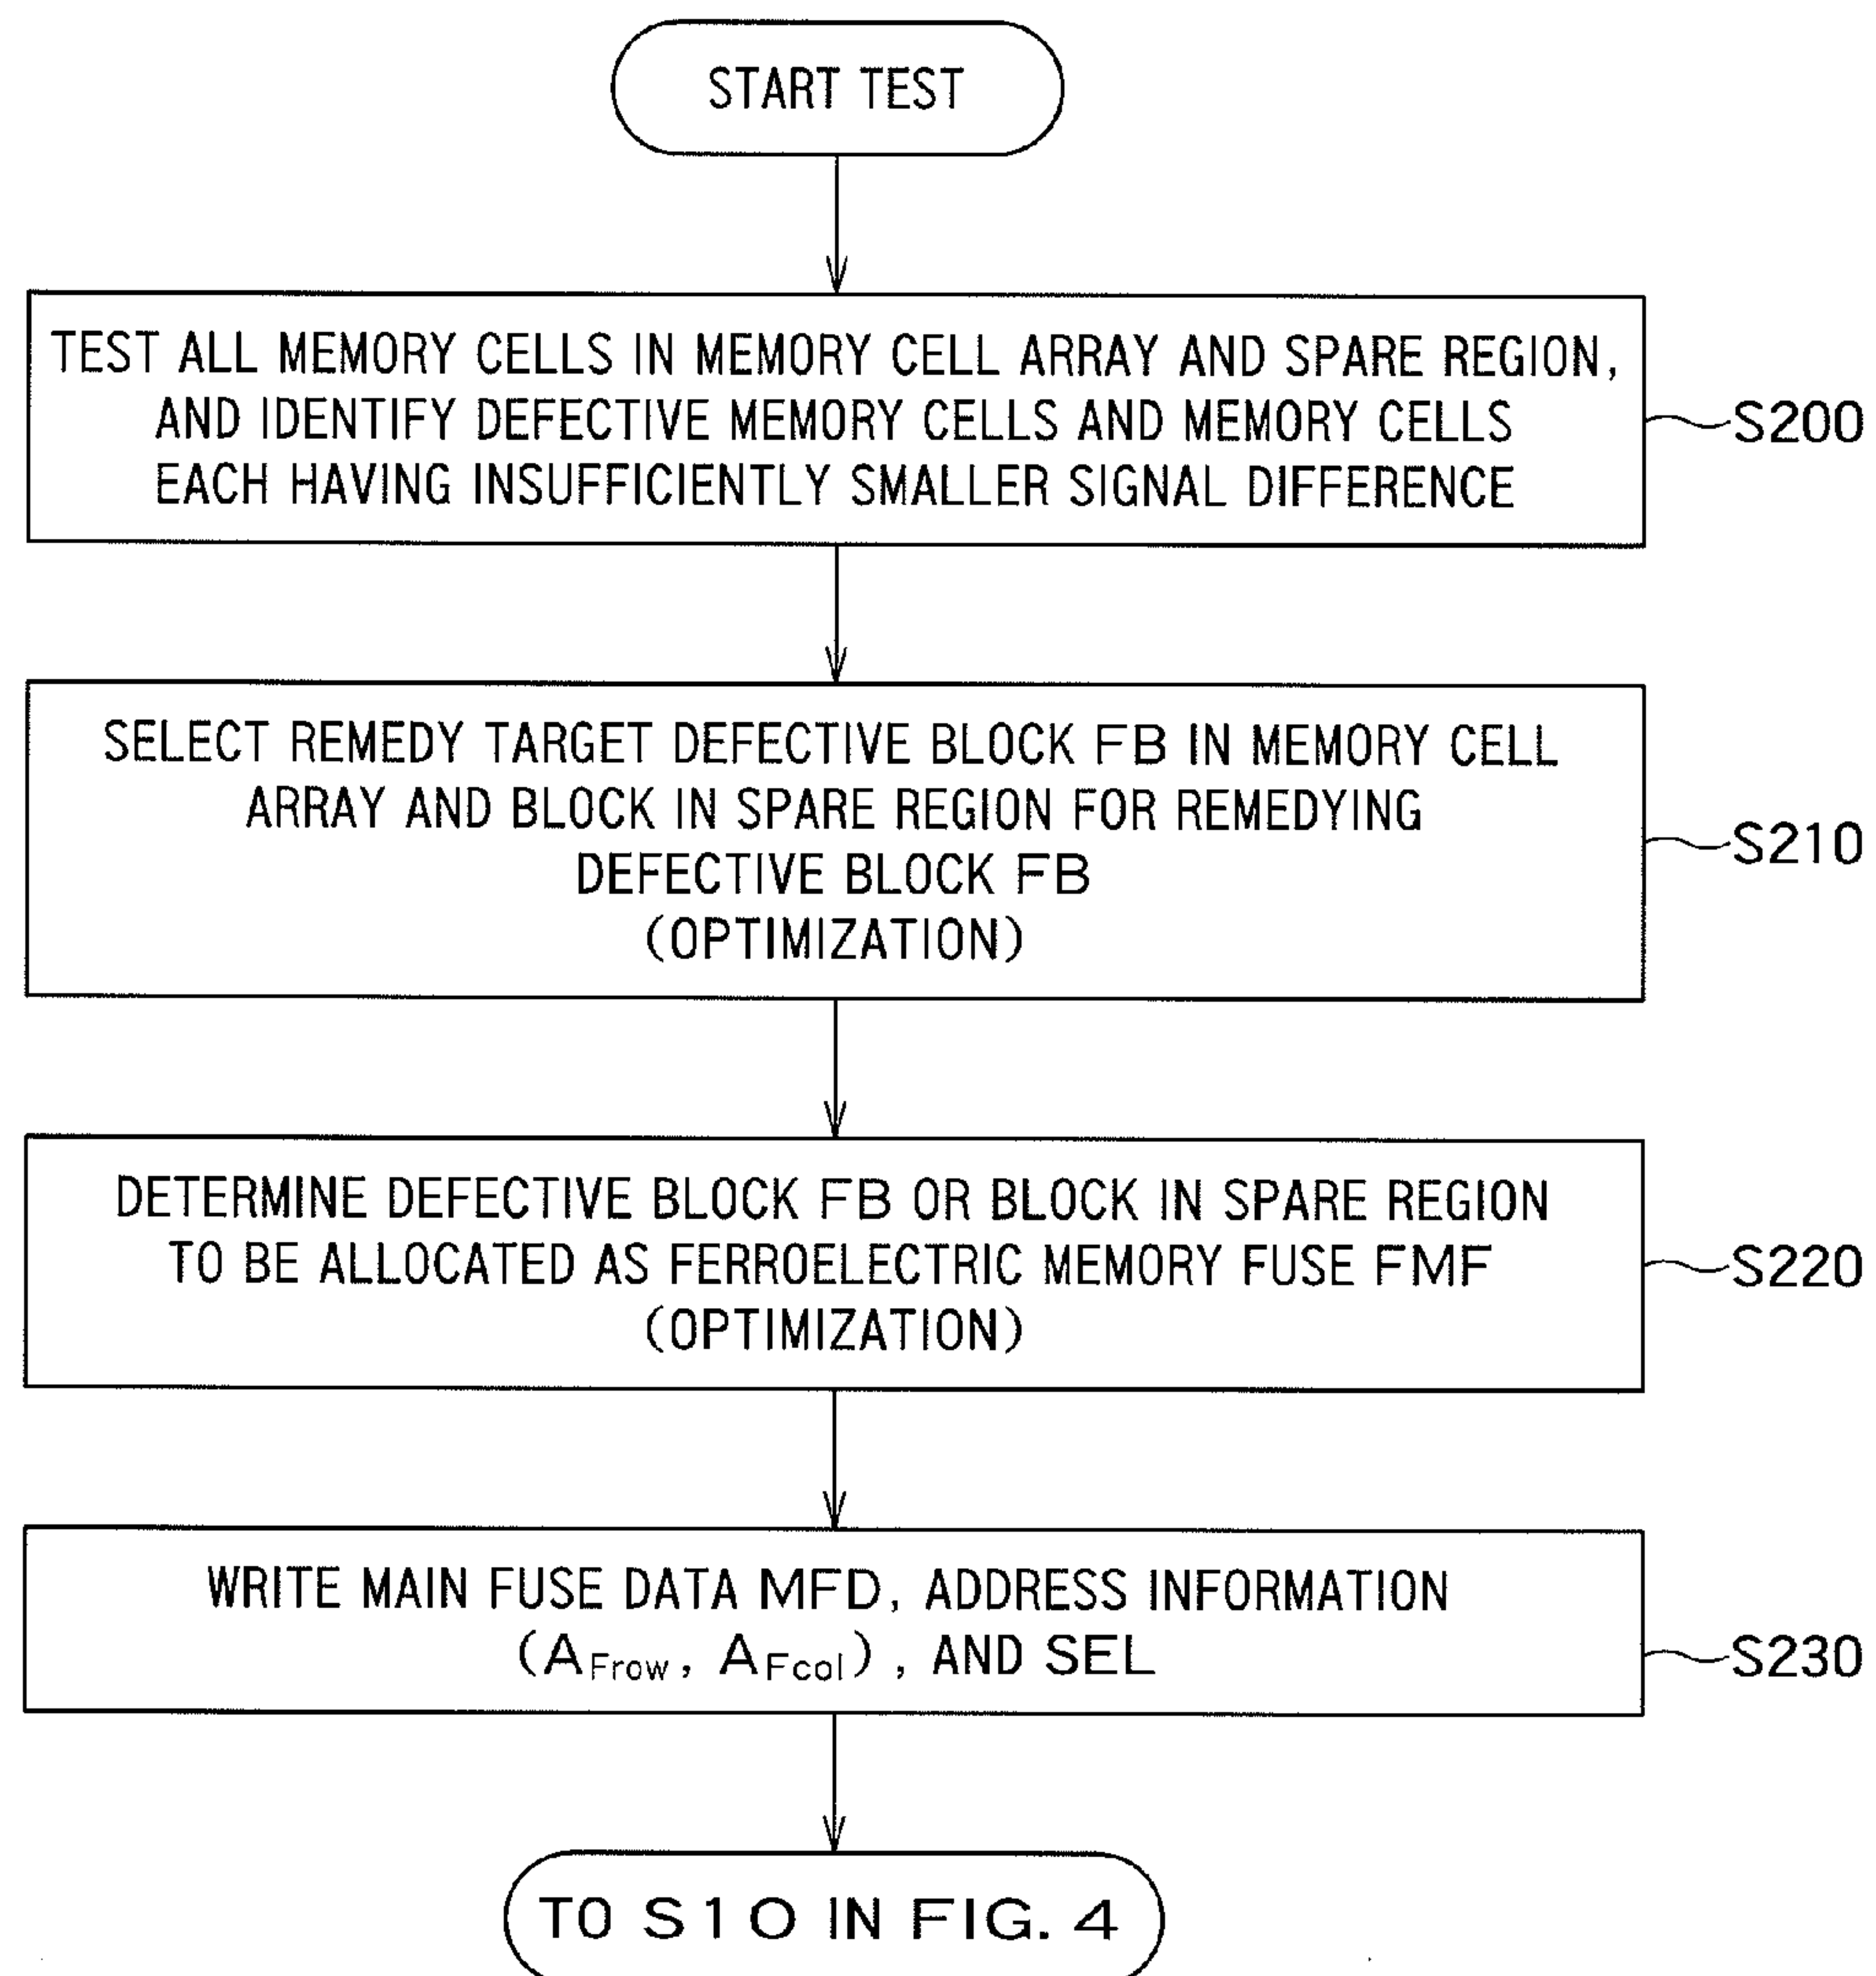 START TEST
TEST ALL MEMORY CELLS IN MEMORY CELL ARRAY AND SPARE REGION,
AND IDENTIFY DEFECTIVE MEMORY CELLS AND MEMORY CELLS
EACH HAVING INSUFFICIENTLY SMALLER SIGNAL DIFFERENCE
S200
SELECT REMEDY TARGET DEFECTIVE BLOCK FB IN MEMORY CELL
ARRAY AND BLOCK IN SPARE REGION FOR REMEDYING
DEFECTIVE BLOCK FB
(OPTIMIZATION)
S210
DETERMINE DEFECTIVE BLOCK FB OR BLOCK IN SPARE REGION
TO BE ALLOCATED AS FERROELECTRIC MEMORY FUSE FMF
(OPTIMIZATION)
S220
WRITE MAIN FUSE DATA MFD, ADDRESS INFORMATION
(AFrow, AFcol), AND SEL
S230
TO S10 IN FIG. 4